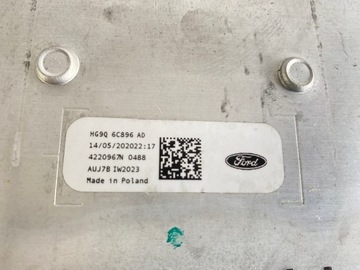 HG9Q 6C896 AD
14/05/202022:17
4220967N 0488
AUJ7B IW2023
Made in Poland
Ford